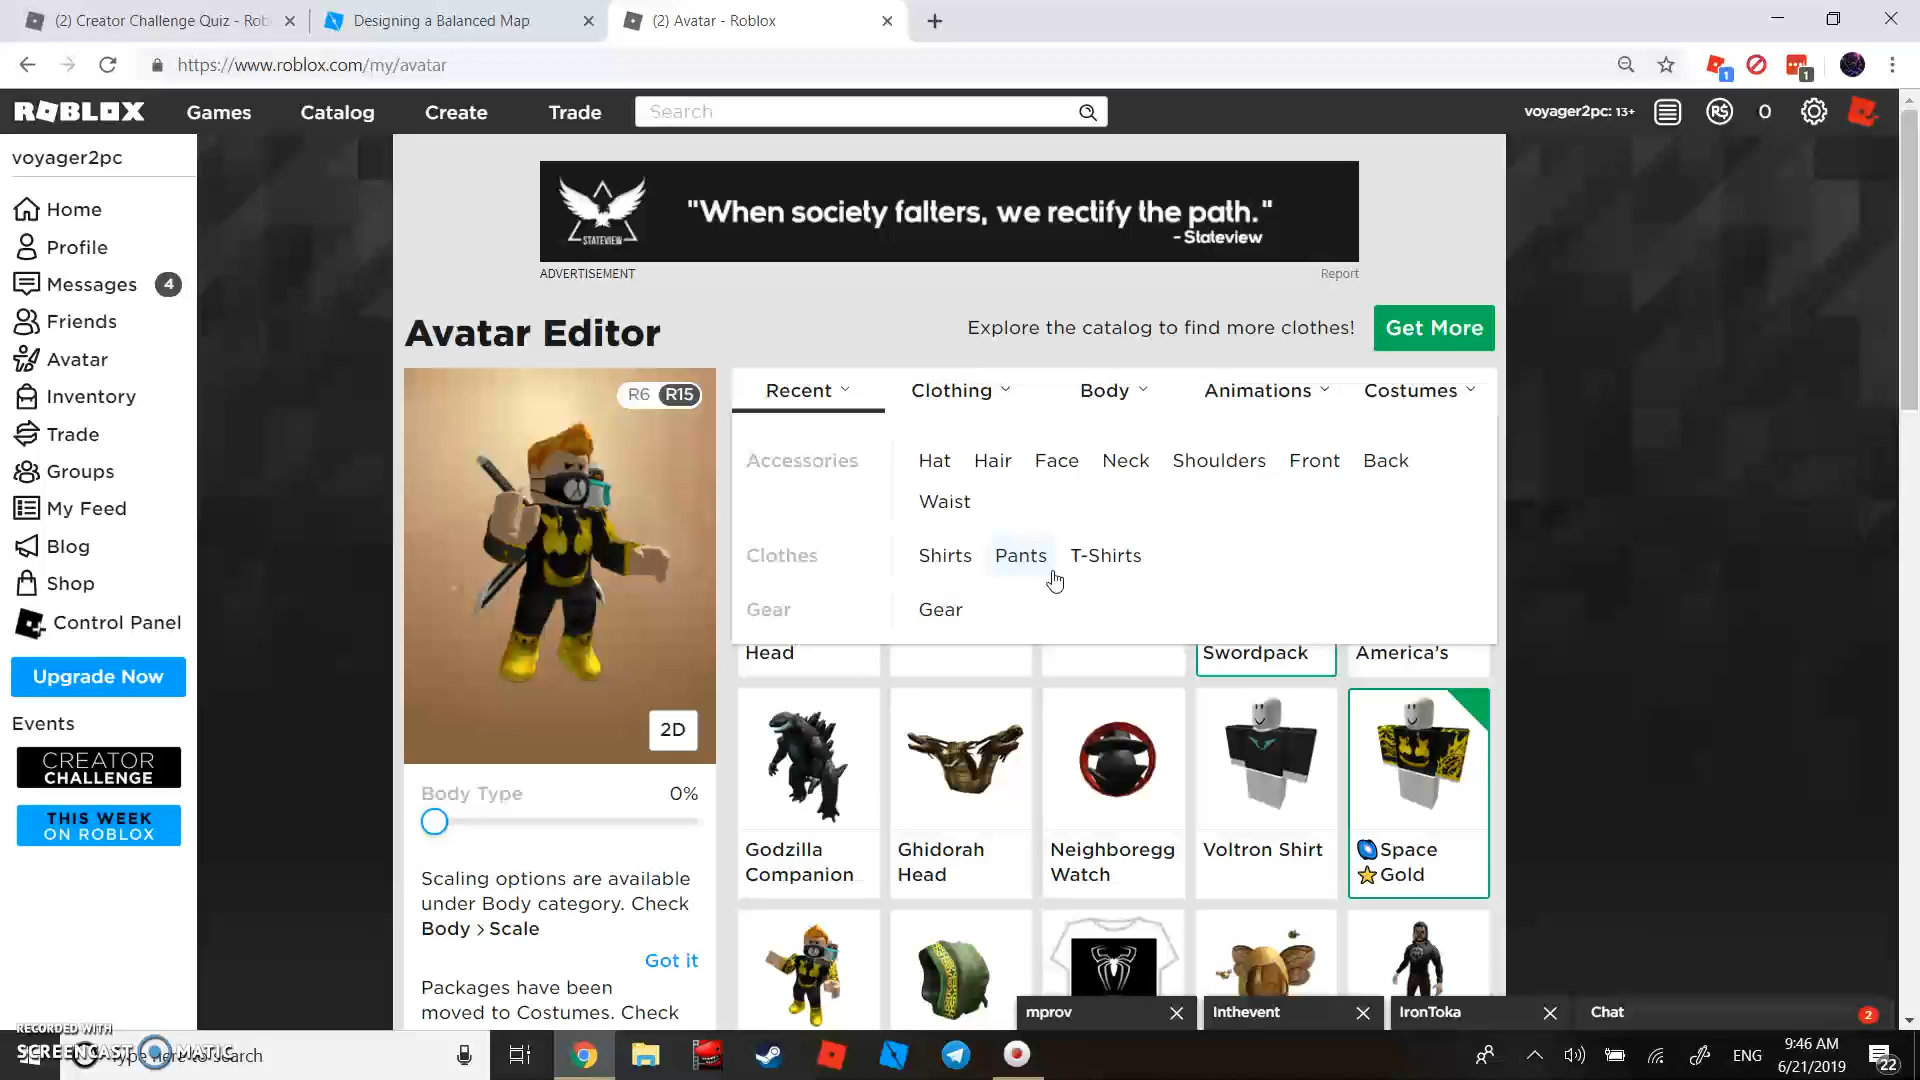 (2) Creator Challenge Quiz - Rob
Designing a Balanced Map
(2) Avatar - Roblox
https://www.roblox.com/my/avatar
1
1
ROBLOX
Games
Catalog
Create
Trade
Search
voyager2pc: 13+
R$
0
voyager2pc
Home
Profile
Messages
4
Friends
Avatar
Inventory
Trade
Groups
My Feed
Blog
Shop
Control Panel
Upgrade Now
Events
CREATOR
CHALLENGE
THIS WEEK
ON ROBLOX
STATEVIEW
"When society falters, we rectify the path."
- Stateview
ADVERTISEMENT
Report
Avatar Editor
Explore the catalog to find more clothes!
Get More
R6 R15
2D
Body Type
0%
Scaling options are available
under Body category. Check
Body > Scale
Got it
Packages have been
moved to Costumes. Check
Recent
Clothing
Body
Animations
Costumes
Accessories
Hat Hair Face Neck Shoulders Front Back
Waist
Clothes
Shirts Pants T-Shirts
Gear
Gear
Head
Swordpack
America's
Godzilla
Companion
Ghidorah
Head
Neighboregg
Watch
Voltron Shirt
Space
Gold
mprov
Inthevent
IronToka
Chat
2
RECORDED WITH
SCREENCAST MATIC
Type here to search
ENG
9:46 AM
6/21/2019
22